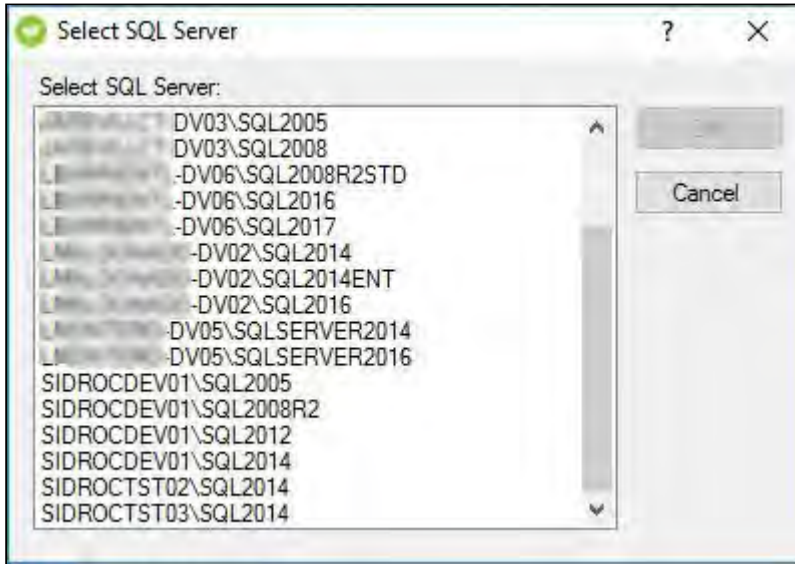 Select SQL Server
Select SQL Server:
DV03\SQL2005
DV03\SQL2008
-DV06\SQL2008R2STD
-DV06\SQL2016
-DV06\SQL2017
-DV02\SQL2014
-DV02\SQL2014ENT
-DV02\SQL2016
-DV05\SQLSERVER2014
-DV05\SQLSERVER2016
SIDROCDEV01\SQL2005
SIDROCDEV01\SQL2008R2
SIDROCDEV01\SQL2012
SIDROCDEV01\SQL2014
SIDROCTST02\SQL2014
SIDROCTST03\SQL2014
Cancel